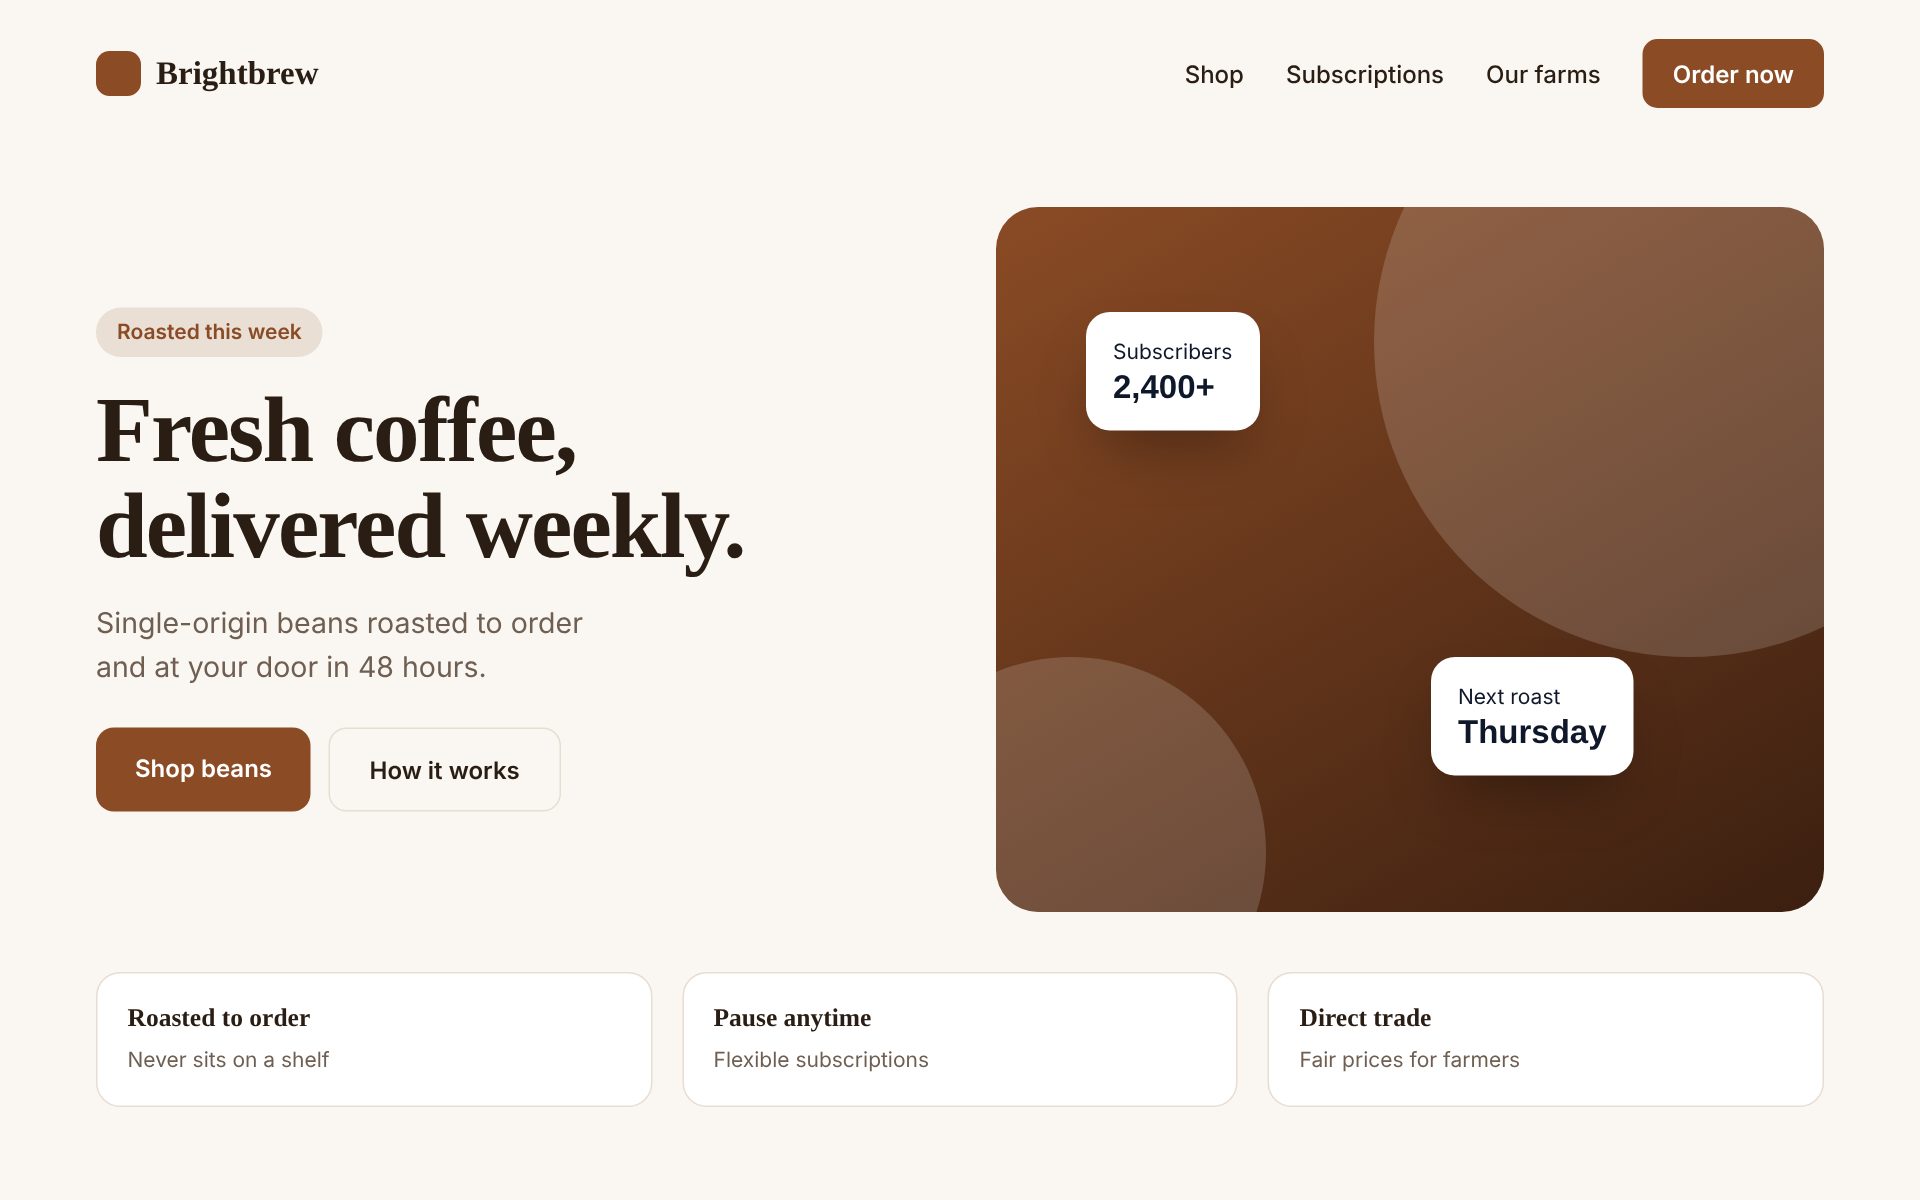 Brightbrew
Shop
Subscriptions
Our farms
Order now
Roasted this week
Fresh coffee,
delivered weekly.
Single-origin beans roasted to order
and at your door in 48 hours.
Shop beans
How it works
Subscribers
2,400+
Next roast
Thursday
Roasted to order
Never sits on a shelf
Pause anytime
Flexible subscriptions
Direct trade
Fair prices for farmers